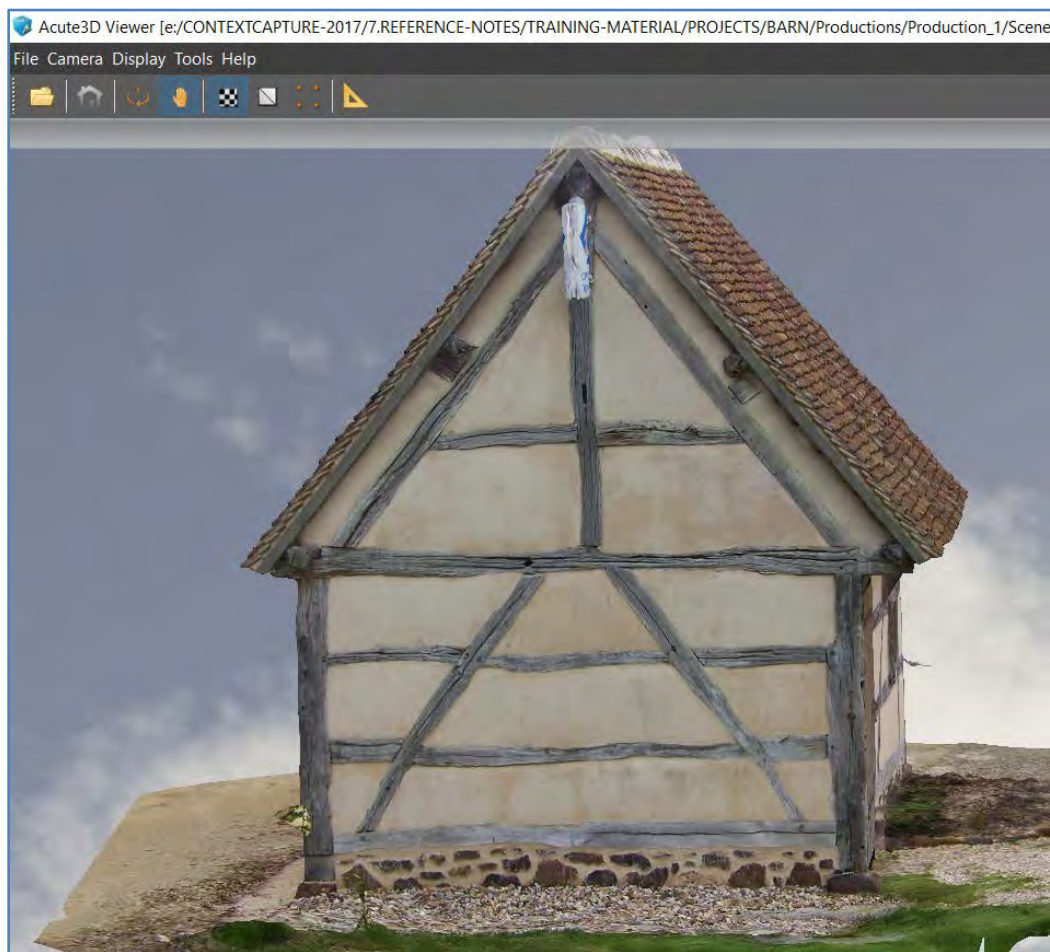 Acute3D Viewer [e:/CONTEXTCAPTURE-2017/7.REFERENCE-NOTES/TRAINING-MATERIAL/PROJECTS/BARN/Productions/Production_1/Scene
File Camera Display Tools Help